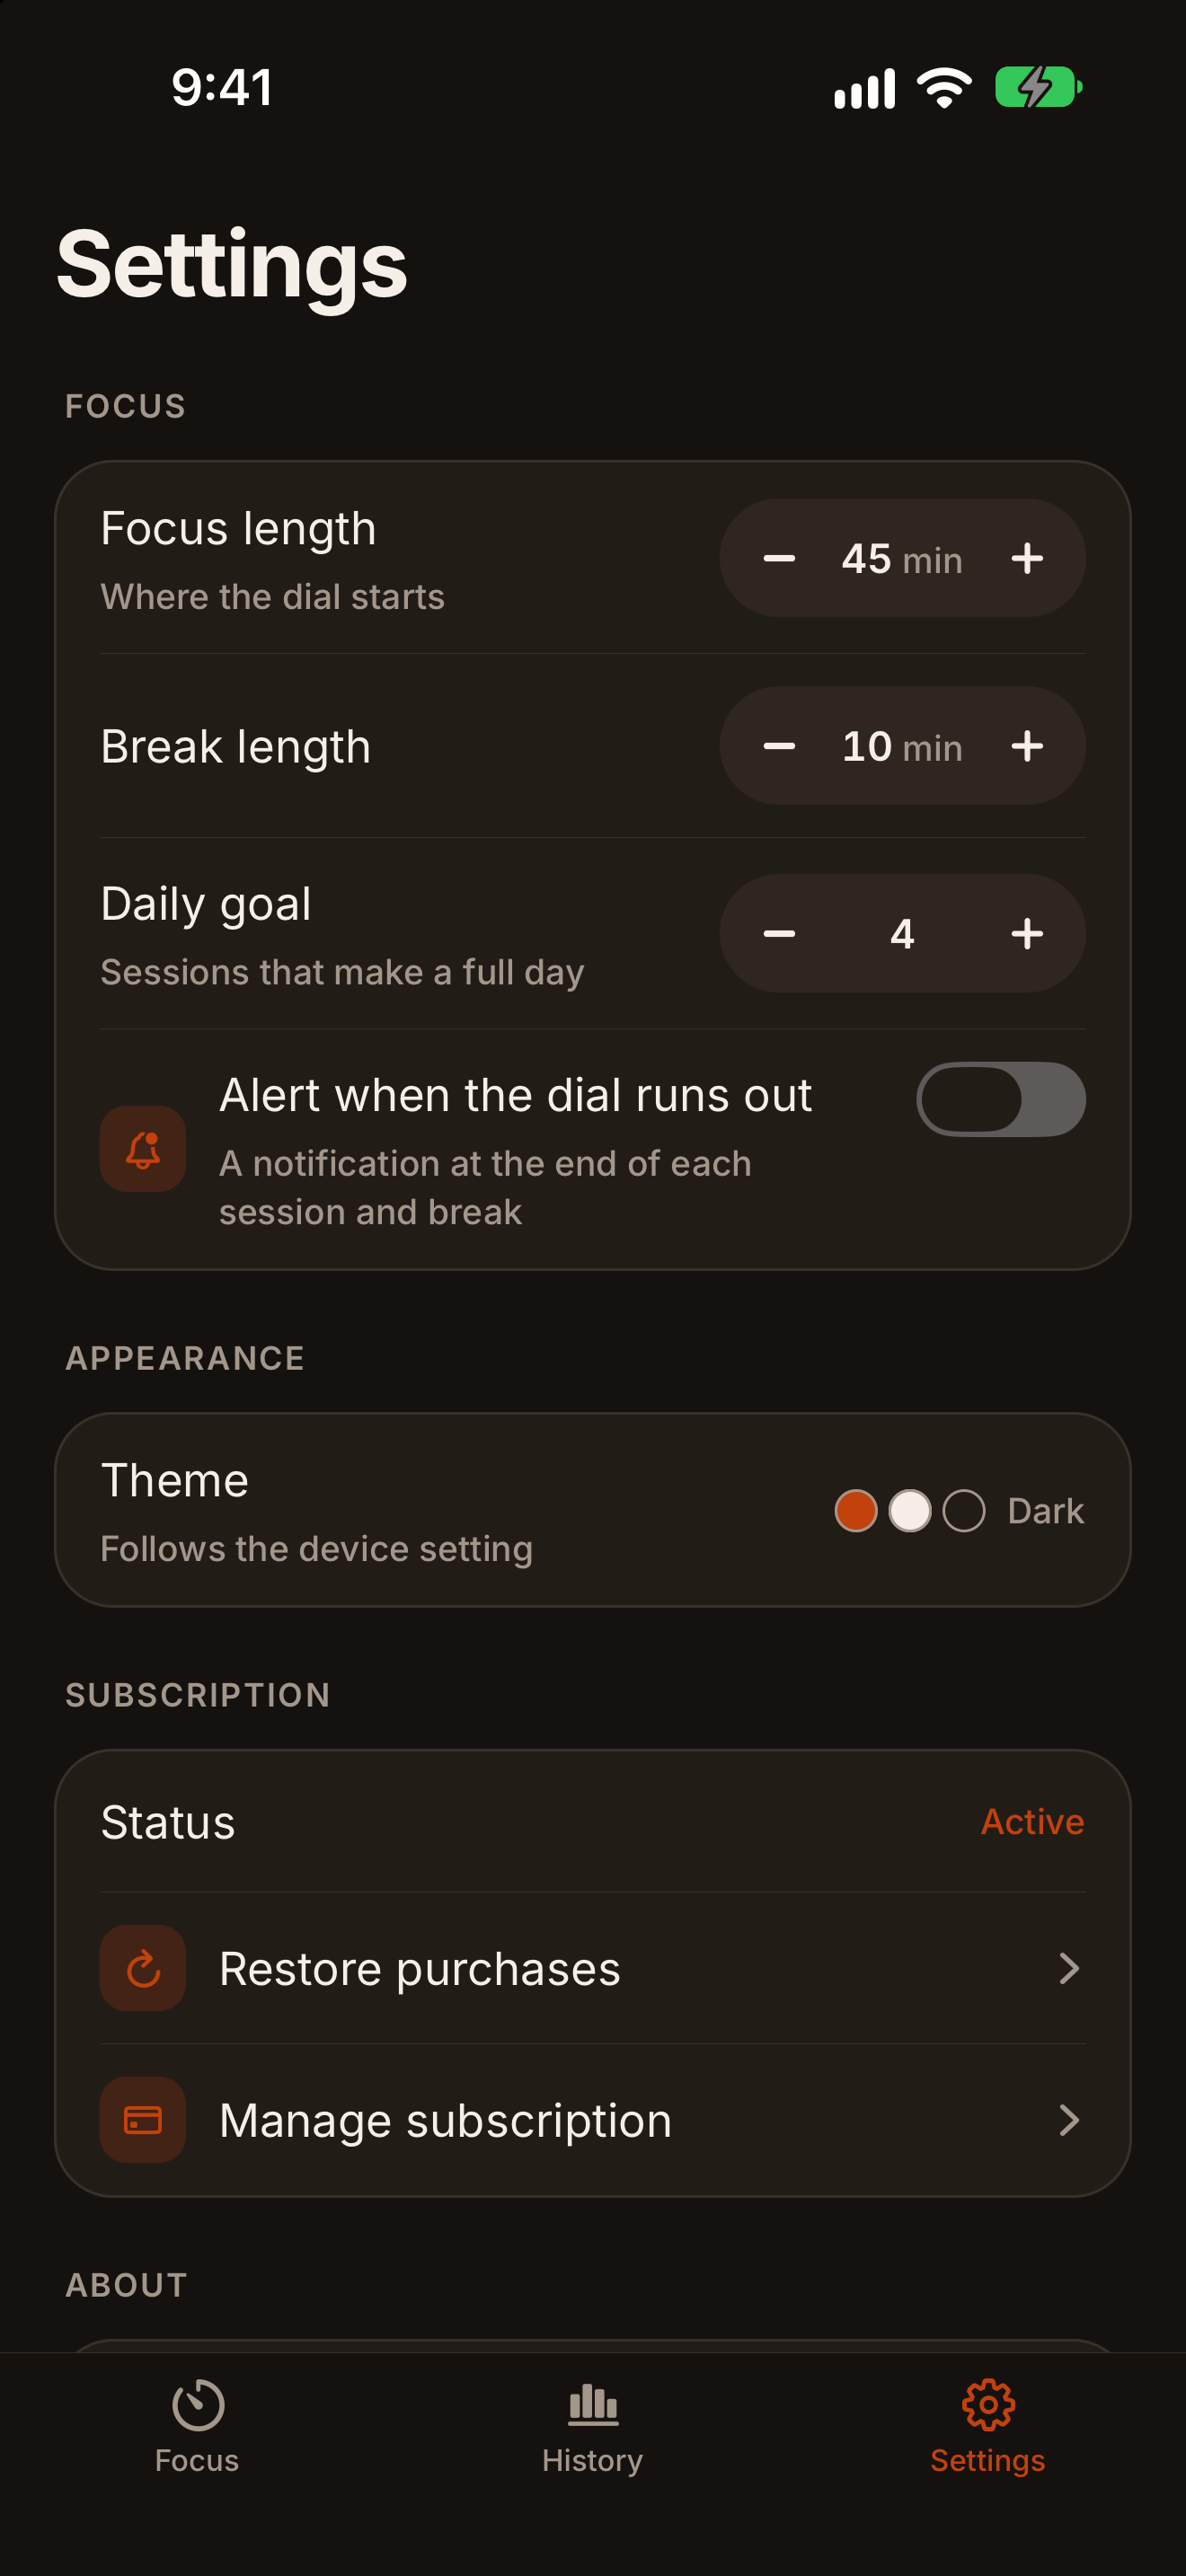 9:41
Settings
FOCUS
Focus length
Where the dial starts
45 min
Break length
10 min
Daily goal
Sessions that make a full day
4
Alert when the dial runs out
A notification at the end of each
session and break
APPEARANCE
Theme
Follows the device setting
Dark
SUBSCRIPTION
Status
Active
Restore purchases
Manage subscription
ABOUT
Focus
History
Settings